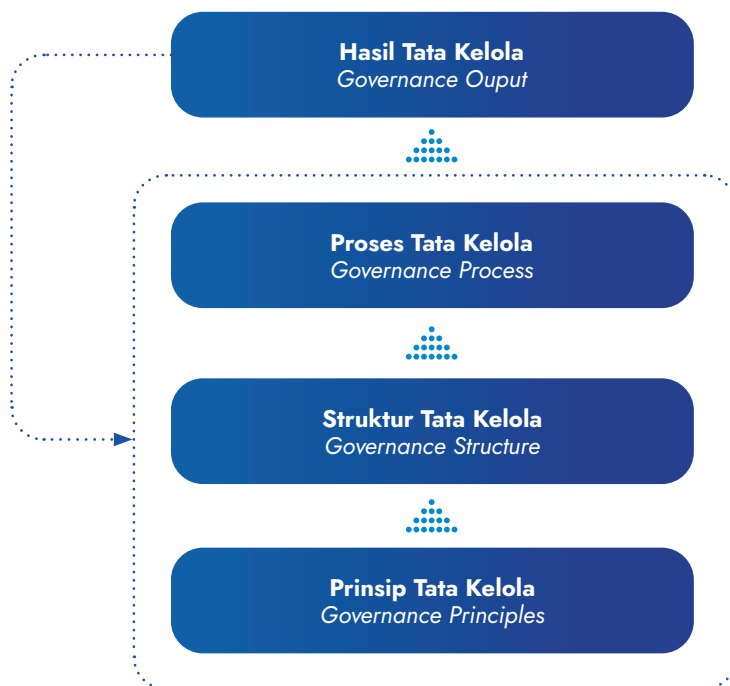 Hasil Tata Kelola
Governance Ouput
Proses Tata Kelola
Governance Process
Struktur Tata Kelola
Governance Structure
Prinsip Tata Kelola
Governance Principles